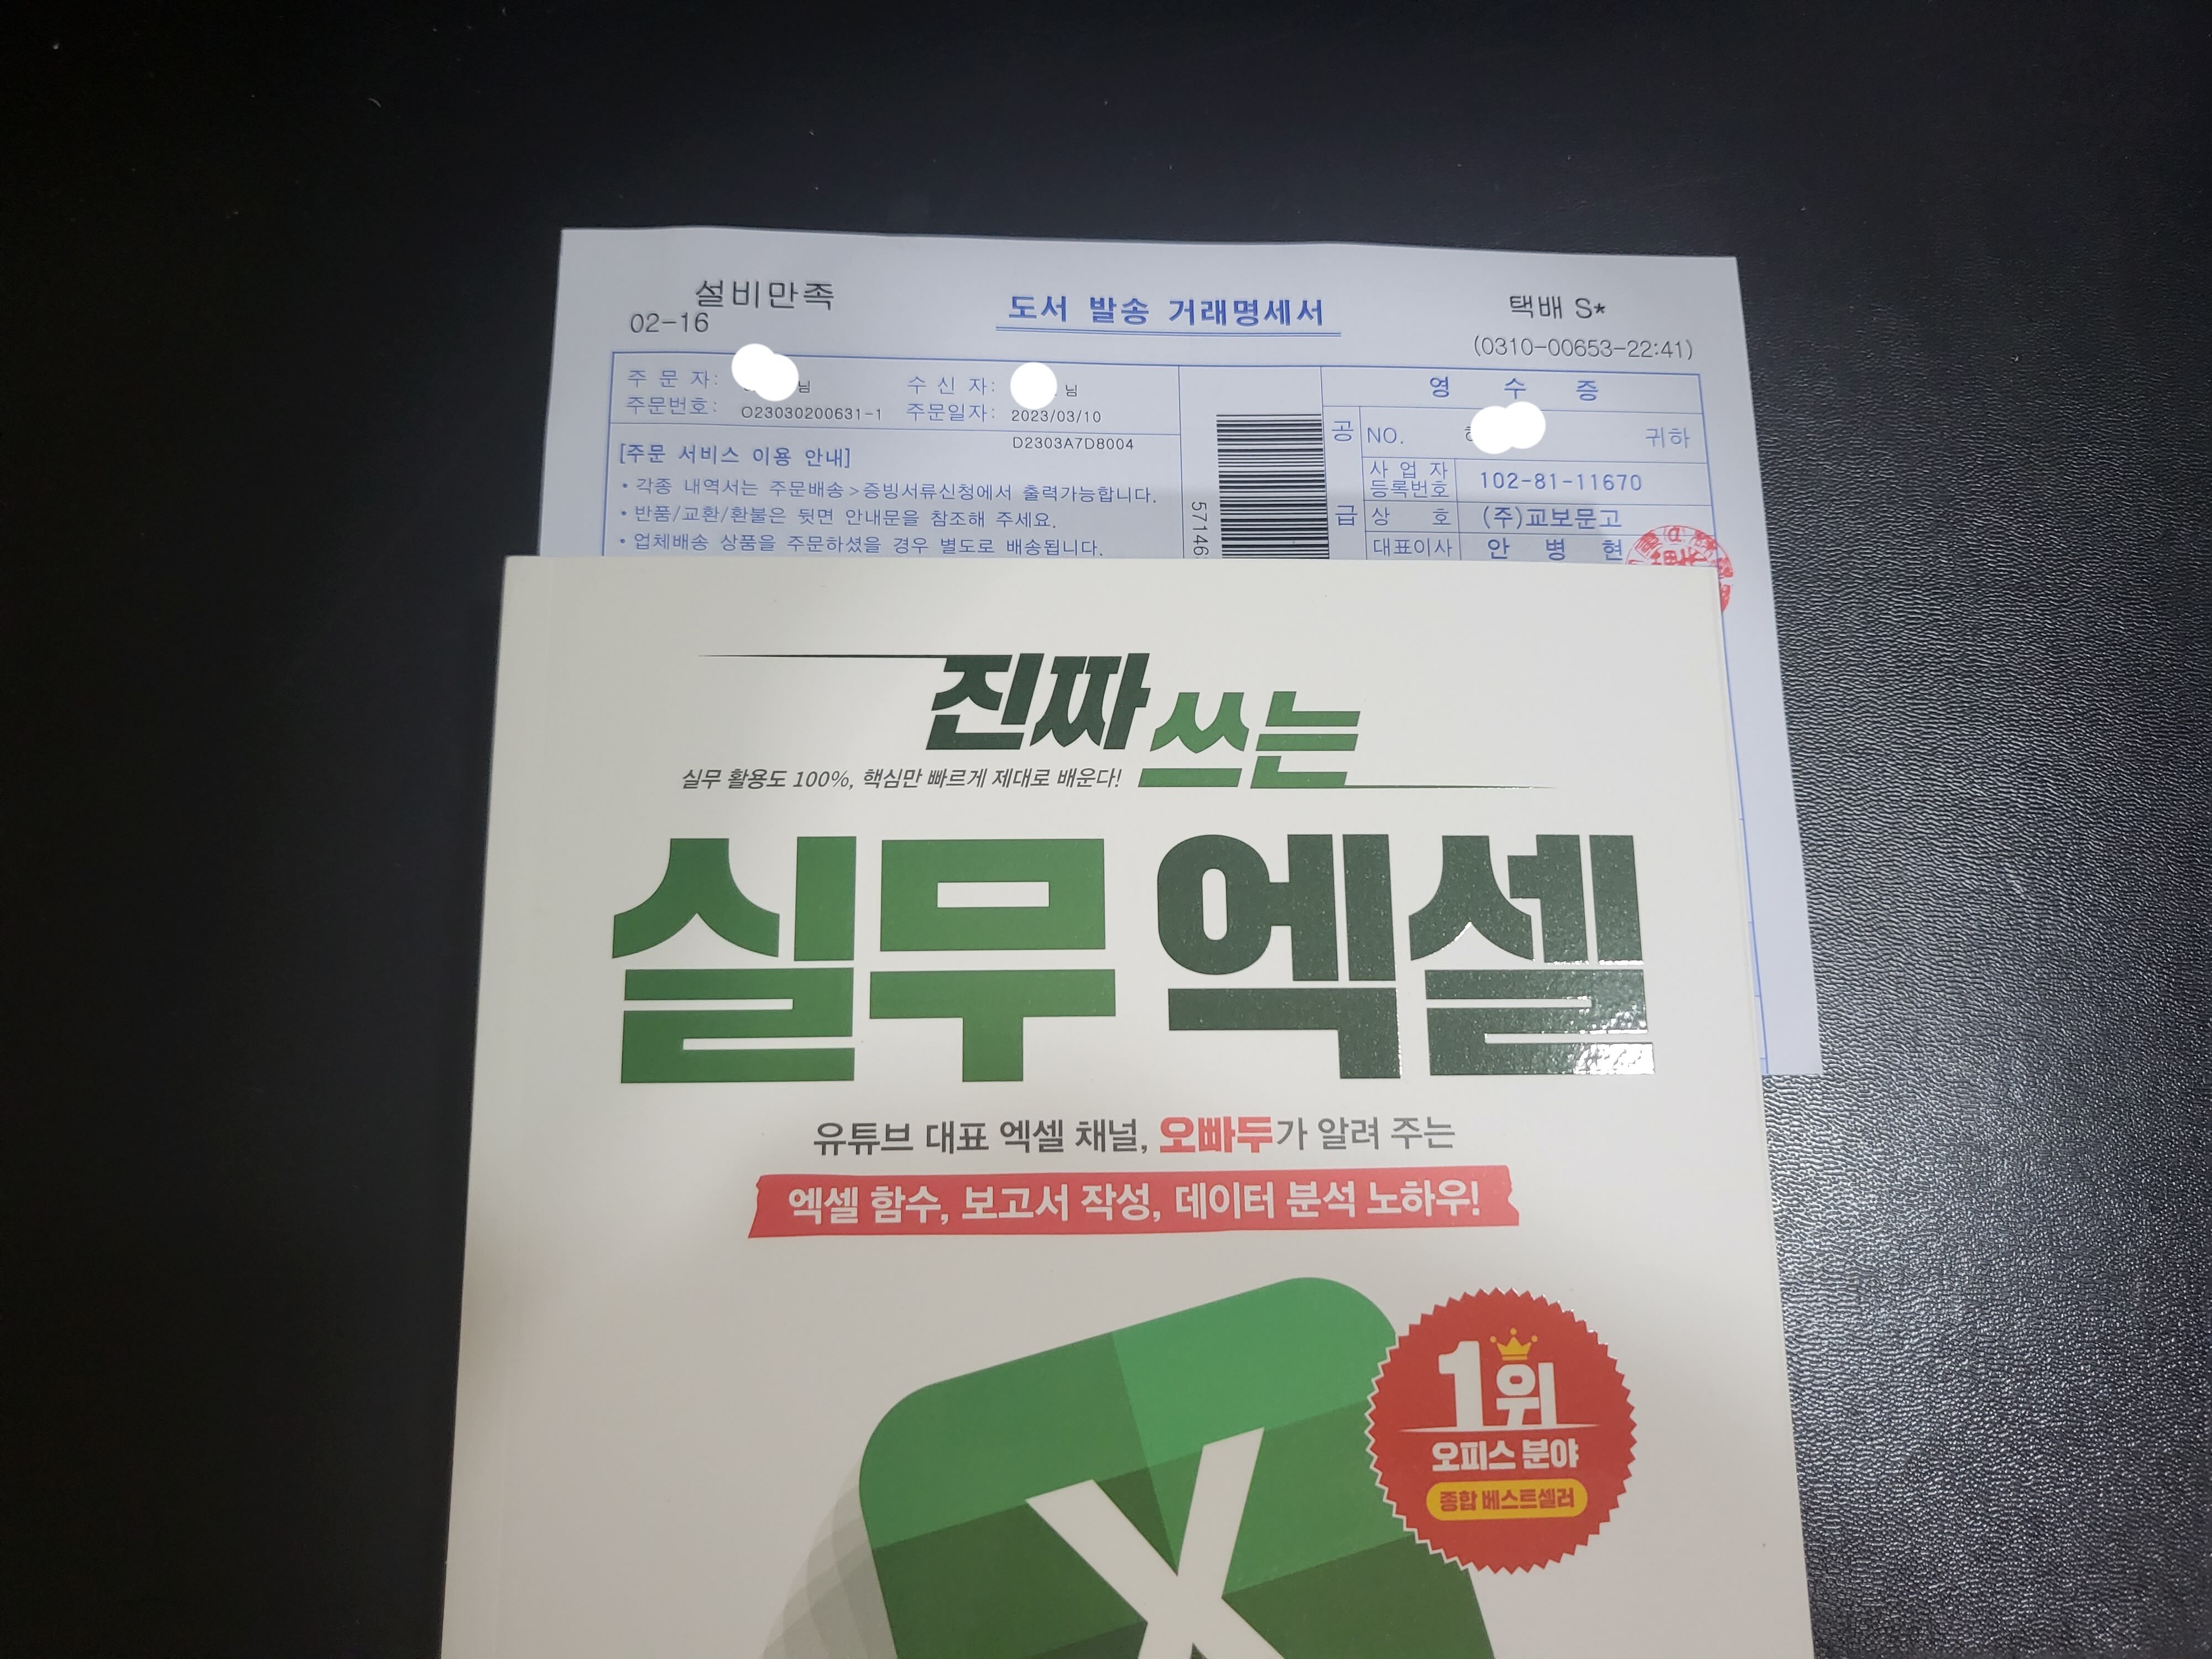 설비만족
02-16
도서 발송 거래명세서
택배 S*
(0310-00653-22:41)
주 문 자: 님 수 신 자: 님
주문번호: O23030200631-1 주문일자: 2023/03/10
D2303A7D8004
[주문 서비스 이용 안내]
• 각종 내역서는 주문배송>증빙서류신청에서 출력가능합니다.
• 반품/교환/환불은 뒷면 안내문을 참조해 주세요.
• 업체배송 상품을 주문하셨을 경우 별도로 배송됩니다.
57146
영 수 증
NO. 귀하
공 급
사 업 자 등록번호 102-81-11670
상 호 (주)교보문고
대표이사 안 병 현
진짜 쓰는
실무 활용도 100%, 핵심만 빠르게 제대로 배운다!
실무 엑셀
유튜브 대표 엑셀 채널, 오빠두가 알려 주는
엑셀 함수, 보고서 작성, 데이터 분석 노하우!
X
1위
오피스 분야
종합 베스트셀러